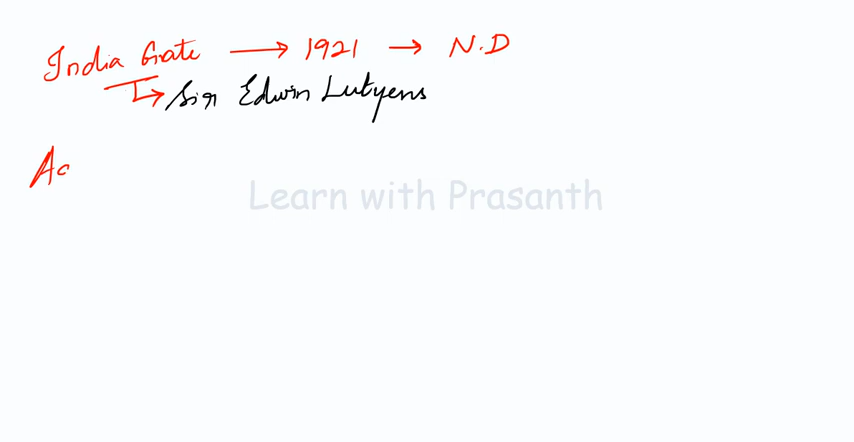 India Gate → 1921 → N.D
↳ Sir Edwin Lutyens
Ac
Learn with Prasanth